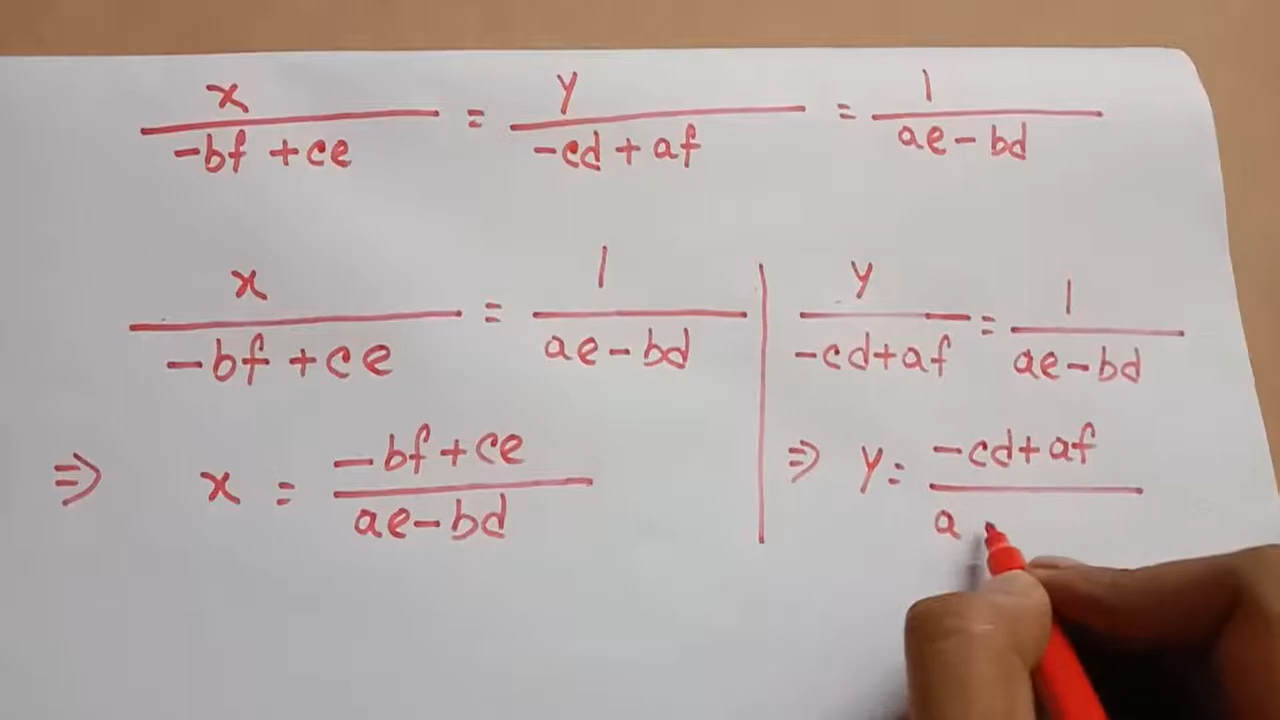 x / -bf + ce = y / -cd + af = 1 / ae - bd
x / -bf + ce = 1 / ae - bd
⇒ x = -bf + ce / ae - bd
y / -cd + af = 1 / ae - bd
⇒ y = -cd + af / a